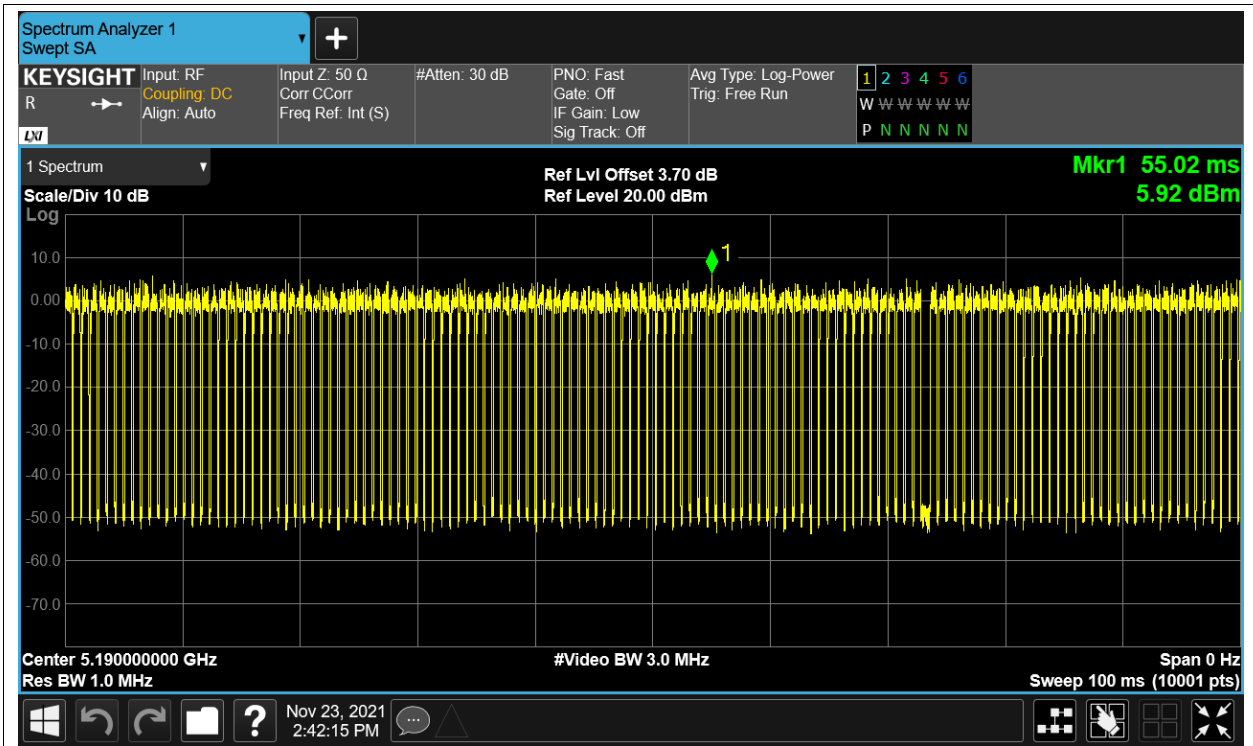 Spectrum Analyzer 1
Swept SA
KEYSIGHT
R
LXI
Input: RF
Coupling: DC
Align: Auto
Input Z: 50 Ω
Corr CCorr
Freq Ref: Int (S)
#Atten: 30 dB
PNO: Fast
Gate: Off
IF Gain: Low
Sig Track: Off
Avg Type: Log-Power
Trig: Free Run
1 2 3 4 5 6
W W W W W W
P N N N N N
1 Spectrum
Scale/Div 10 dB
Ref Lvl Offset 3.70 dB
Ref Level 20.00 dBm
Mkr1 55.02 ms
5.92 dBm
Log
1
10.0
0.00
-10.0
-20.0
-30.0
-40.0
-50.0
-60.0
-70.0
Center 5.190000000 GHz
Res BW 1.0 MHz
#Video BW 3.0 MHz
Span 0 Hz
Sweep 100 ms (10001 pts)
?
Nov 23, 2021
2:42:15 PM